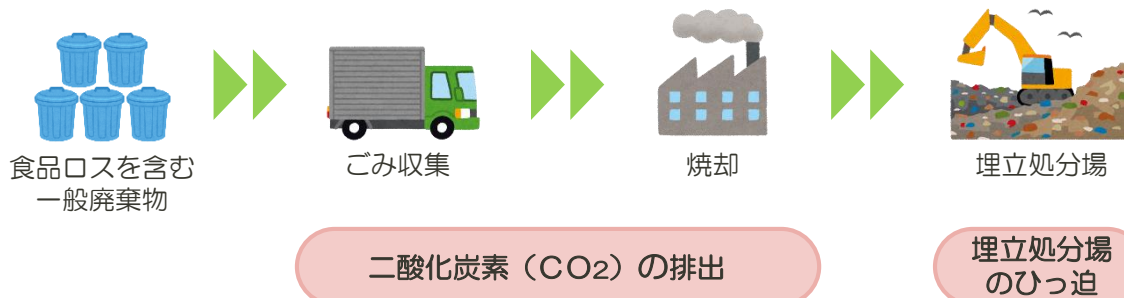 食品ロスを含む
一般廃棄物
ごみ収集
焼却
埋立処分場
二酸化炭素（ＣＯ2）の排出
埋立処分場
のひっ迫